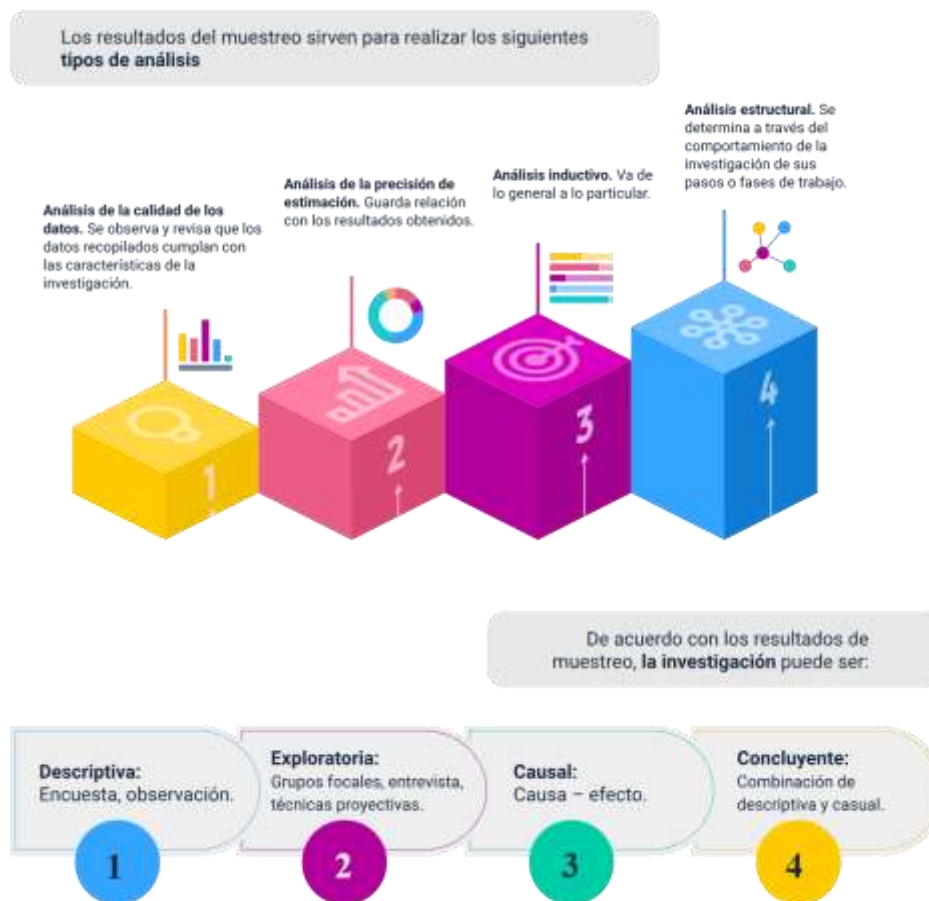 Los resultados del muestreo sirven para realizar los siguientes
tipos de análisis
Análisis de la calidad de los
datos. Se observa y revisa que los
datos recopilados cumplan con
las características de la
investigación.
Análisis de la precisión de
estimación. Guarda relación
con los resultados obtenidos.
Análisis inductivo. Va de
lo general a lo particular.
Análisis estructural. Se
determina a través del
comportamiento de la
investigación de sus
pasos o fases de trabajo.
1
2
3
4
De acuerdo con los resultados de
muestreo, la investigación puede ser:
Descriptiva:
Encuesta, observación.
1
Exploratoria:
Grupos focales, entrevista,
técnicas proyectivas.
2
Causal:
Causa – efecto.
3
Concluyente:
Combinación de
descriptiva y casual.
4